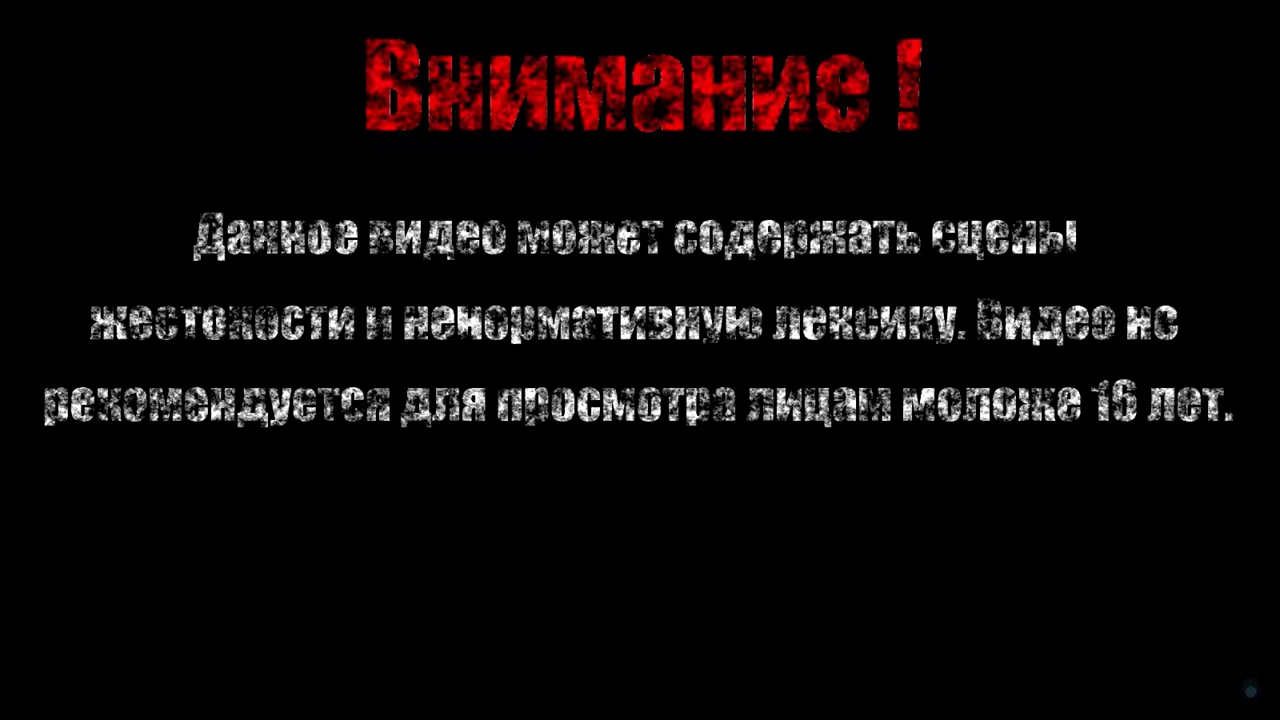 Внимание !
Данное видео может содержать сцены
жестокости и ненормативную лексику. Видео не
рекомендуется для просмотра лицам моложе 16 лет.